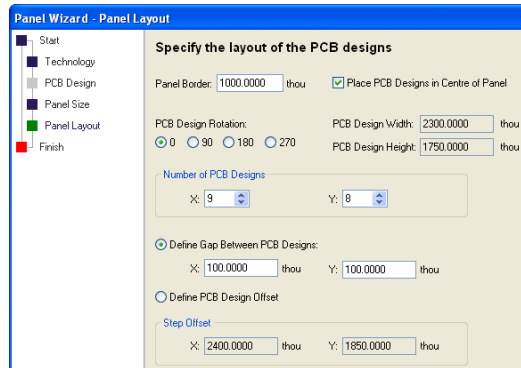 Panel Wizard - Panel Layout
Start
Technology
PCB Design
Panel Size
Panel Layout
Finish
Specify the layout of the PCB designs
Panel Border: 1000.0000 thou Place PCB Designs in Centre of Panel
PCB Design Rotation: PCB Design Width: 2300.0000 thou
0 90 180 270 PCB Design Height: 1750.0000 thou
Number of PCB Designs
X: 9 Y: 8
Define Gap Between PCB Designs:
X: 100.0000 thou Y: 100.0000 thou
Define PCB Design Offset
Step Offset
X: 2400.0000 thou Y: 1850.0000 thou